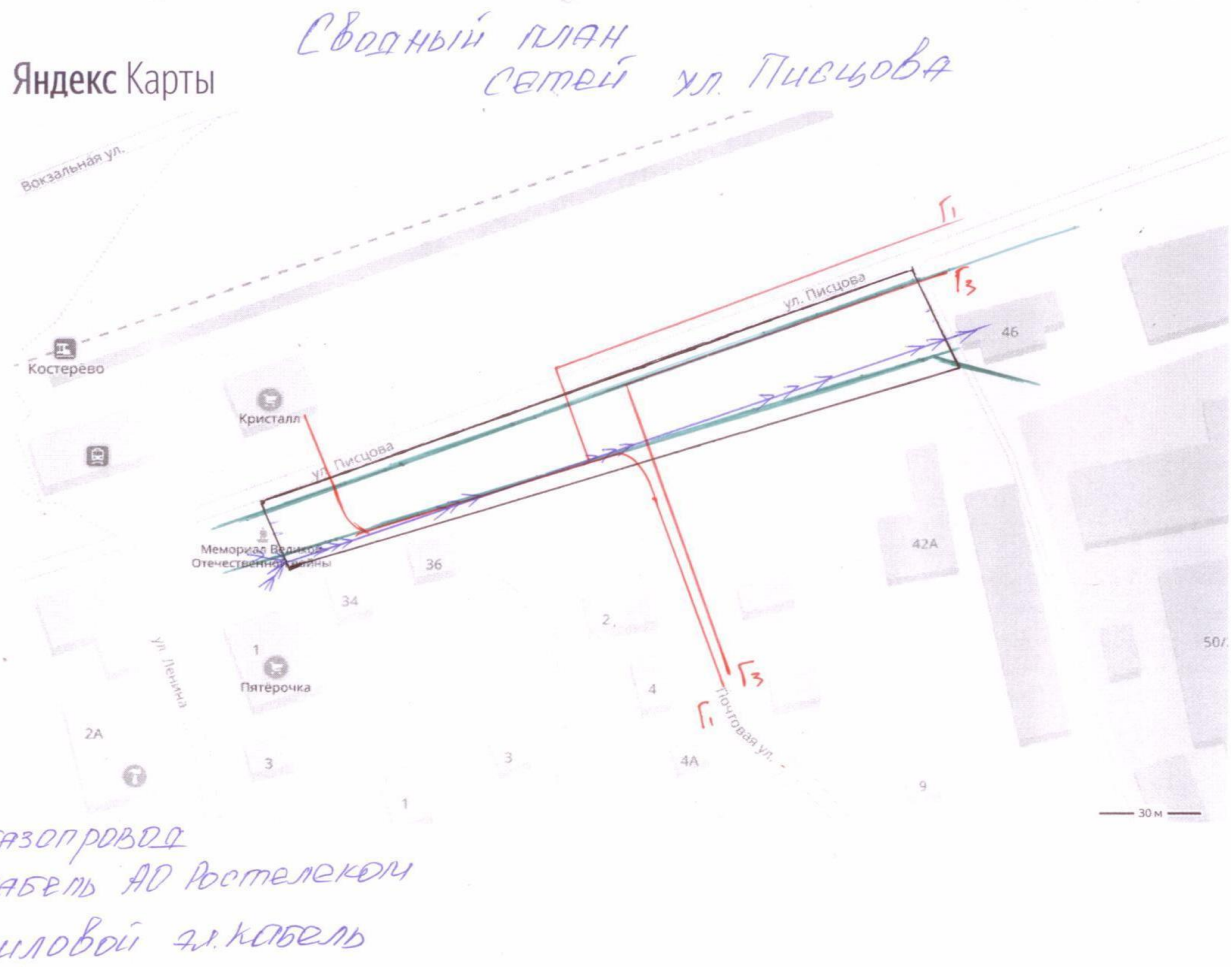 Сводный план
сетей ул. Писцова
Яндекс Карты
Вокзальная ул.
Г1
ул. Писцова
Г3
46
Костерёво
Кристалл
ул. Писцова
Мемориал Великой
Отечественной войны
36
42А
34
2
1
50/
ул. Ленина
Пятёрочка
4
Г3
Г1
Почтовая ул.
2А
3
3
4А
9
1
30 м
газопровод
абель АО Ростелеком
иловой эл. кабель